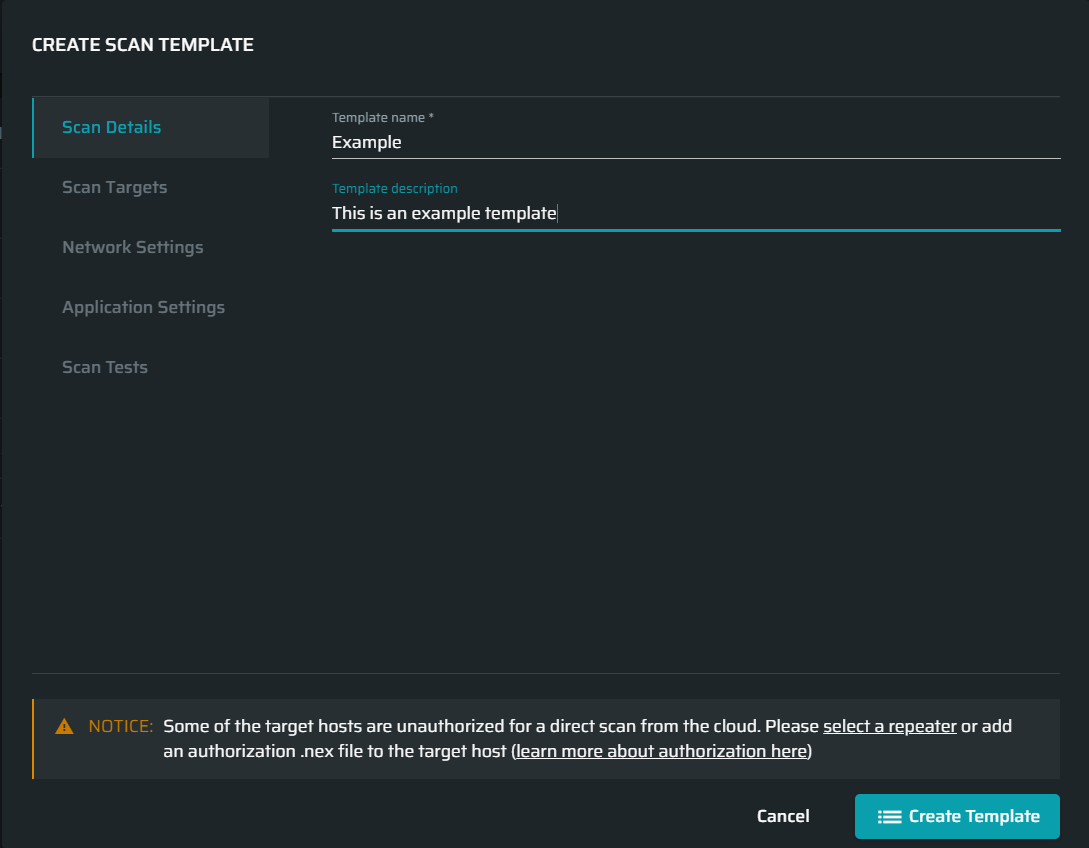 CREATE SCAN TEMPLATE
Scan Details
Scan Targets
Network Settings
Application Settings
Scan Tests
Template name *
Example
Template description
This is an example template
NOTICE: Some of the target hosts are unauthorized for a direct scan from the cloud. Please select a repeater or add
an authorization .nex file to the target host (learn more about authorization here)
Cancel
Create Template